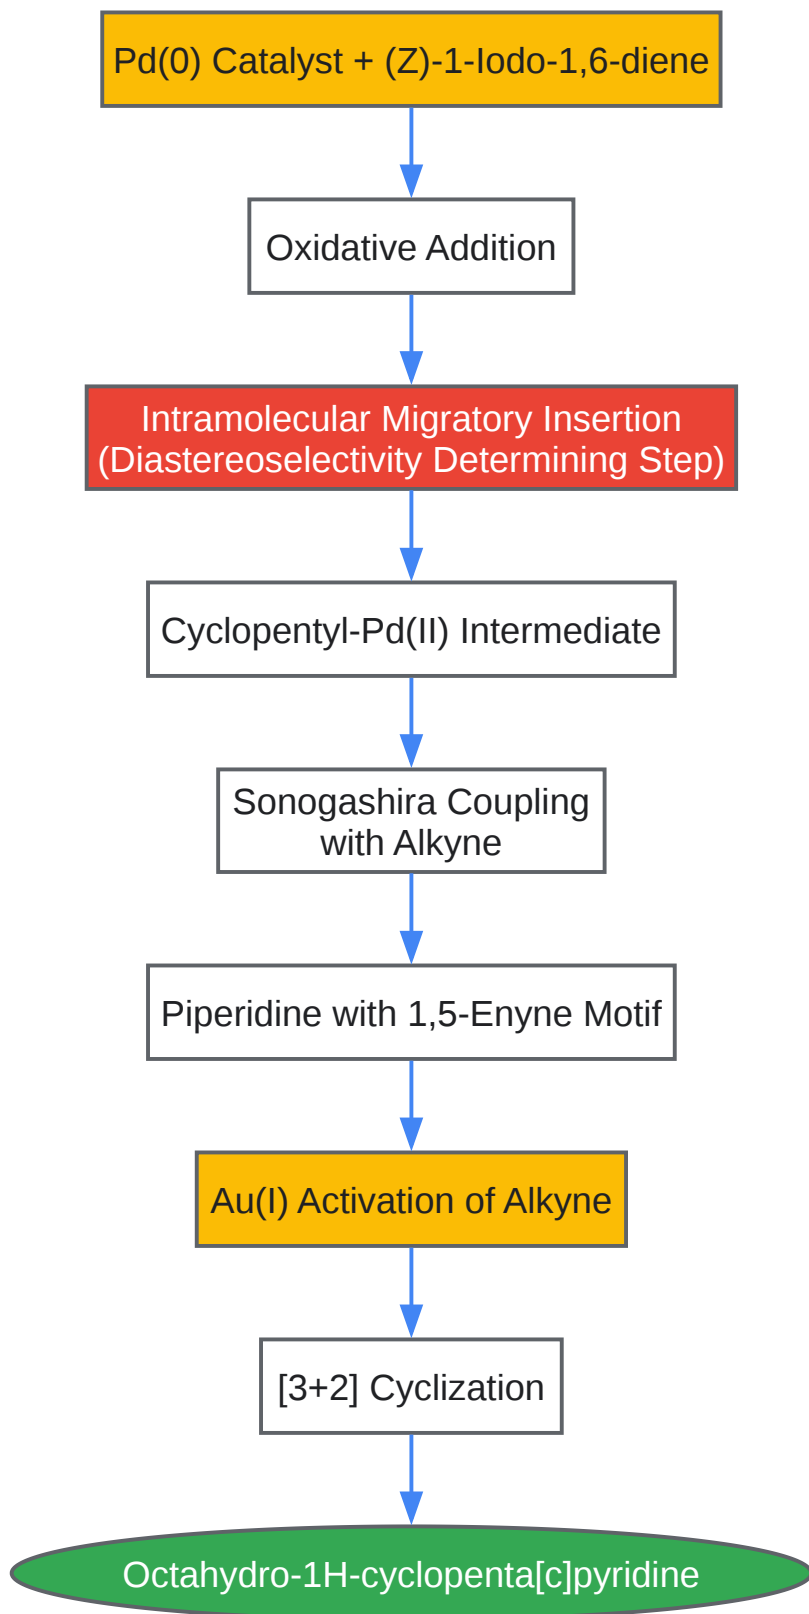 Pd(0) Catalyst + (Z)-1-Iodo-1,6-diene
Oxidative Addition
Intramolecular Migratory Insertion
(Diastereoselectivity Determining Step)
Cyclopentyl-Pd(II) Intermediate
Sonogashira Coupling
with Alkyne
Piperidine with 1,5-Enyne Motif
Au(I) Activation of Alkyne
[3+2] Cyclization
Octahydro-1H-cyclopenta[c]pyridine